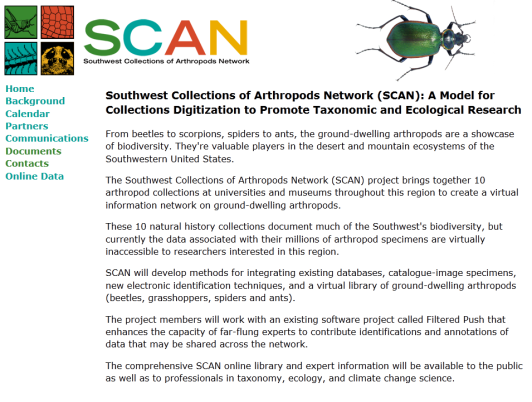 SCAN
Southwest Collections of Arthropods Network
Home
Background
Calendar
Partners
Communications
Documents
Contacts
Online Data
Southwest Collections of Arthropods Network (SCAN): A Model for
Collections Digitization to Promote Taxonomic and Ecological Research
From beetles to scorpions, spiders to ants, the ground-dwelling arthropods are a showcase
of biodiversity. They're valuable players in the desert and mountain ecosystems of the
Southwestern United States.
The Southwest Collections of Arthropods Network (SCAN) project brings together 10
arthropod collections at universities and museums throughout this region to create a virtual
information network on ground-dwelling arthropods.
These 10 natural history collections document much of the Southwest's biodiversity, but
currently the data associated with their millions of arthropod specimens are virtually
inaccessible to researchers interested in this region.
SCAN will develop methods for integrating existing databases, catalogue-image specimens,
new electronic identification techniques, and a virtual library of ground-dwelling arthropods
(beetles, grasshoppers, spiders and ants).
The project members will work with an existing software project called Filtered Push that
enhances the capacity of far-flung experts to contribute identifications and annotations of
data that may be shared across the network.
The comprehensive SCAN online library and expert information will be available to the public
as well as to professionals in taxonomy, ecology, and climate change science.